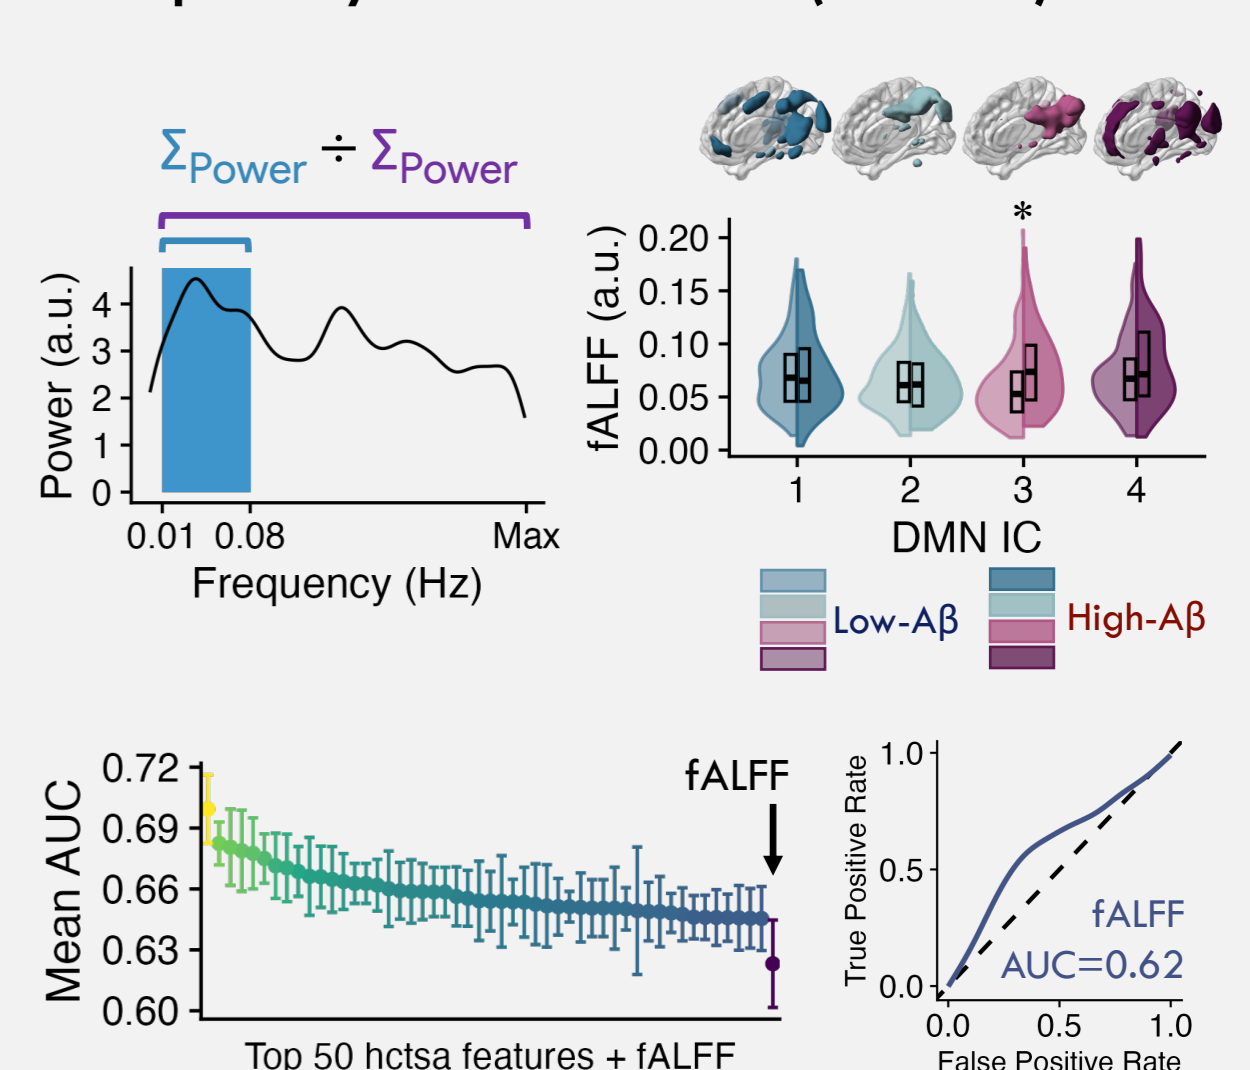 ΣPower ÷ ΣPower
Power (a.u.)
4
3
2
1
0
0.01 0.08 Max
Frequency (Hz)
*
fALFF (a.u.)
0.20
0.15
0.10
0.05
0.00
1 2 3 4
DMN IC
Low-Aβ High-Aβ
Mean AUC
0.72
0.69
0.66
0.63
0.60
fALFF
Top 50 hctsa features + fALFF
True Positive Rate
1.0
0.5
0.0
fALFF
AUC=0.62
0.0 0.5 1.0
False Positive Rate